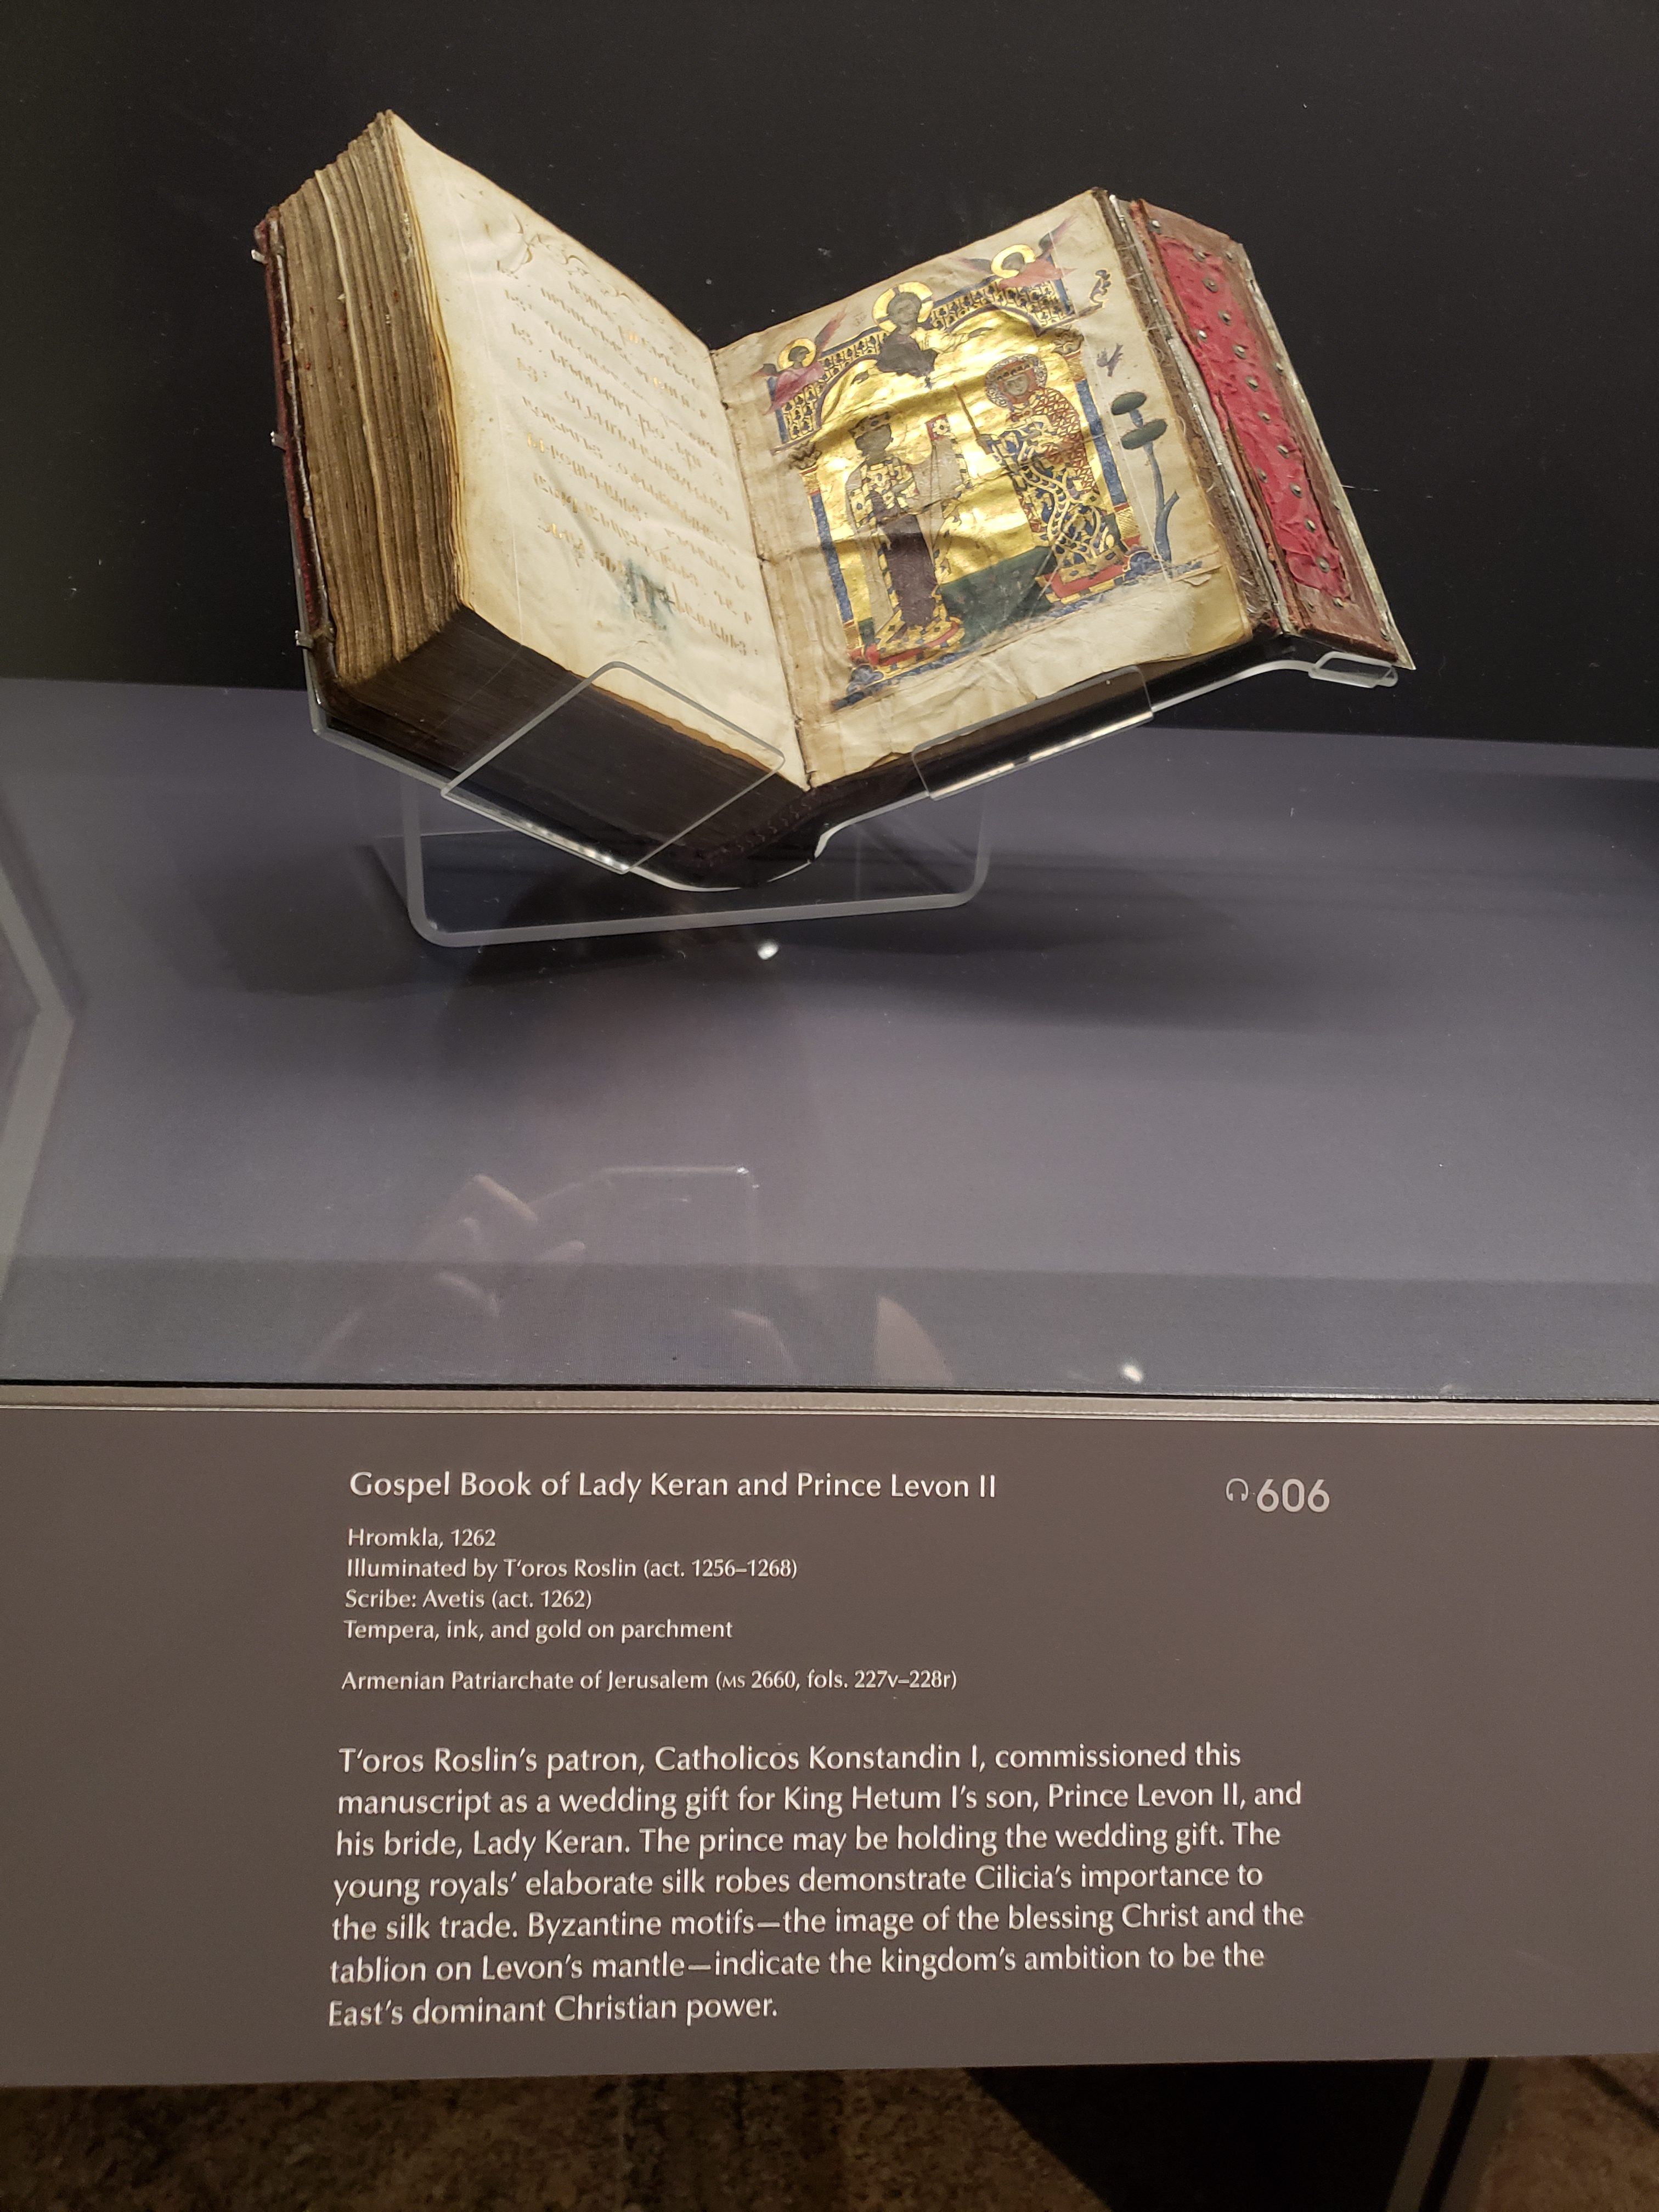 Gospel Book of Lady Keran and Prince Levon II
606
Hromkla, 1262
Illuminated by T‘oros Roslin (act. 1256–1268)
Scribe: Avetis (act. 1262)
Tempera, ink, and gold on parchment
Armenian Patriarchate of Jerusalem (MS 2660, fols. 227v–228r)
T‘oros Roslin’s patron, Catholicos Konstandin I, commissioned this
manuscript as a wedding gift for King Hetum I’s son, Prince Levon II, and
his bride, Lady Keran. The prince may be holding the wedding gift. The
young royals’ elaborate silk robes demonstrate Cilicia’s importance to
the silk trade. Byzantine motifs—the image of the blessing Christ and the
tablion on Levon’s mantle—indicate the kingdom’s ambition to be the
East’s dominant Christian power.